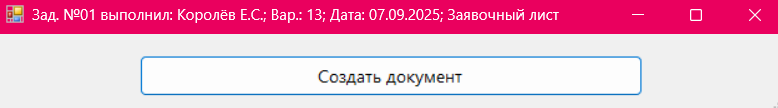 Зад. №01 выполнил: Королёв Е.С.; Вар.: 13; Дата: 07.09.2025; Заявочный лист
Создать документ